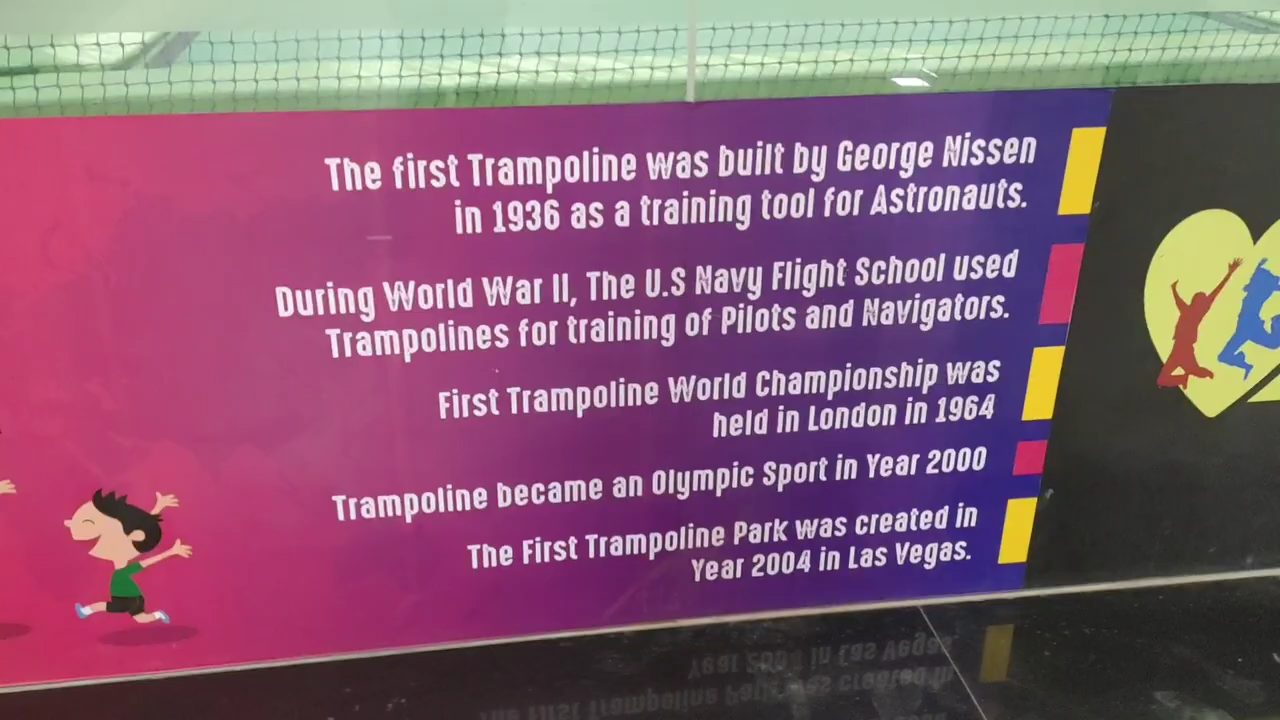 The first Trampoline was built by George Nissen
in 1936 as a training tool for Astronauts.
During World War II, The U.S Navy Flight School used
Trampolines for training of Pilots and Navigators.
First Trampoline World Championship was
held in London in 1964
Trampoline became an Olympic Sport in Year 2000
The First Trampoline Park was created in
Year 2004 in Las Vegas.